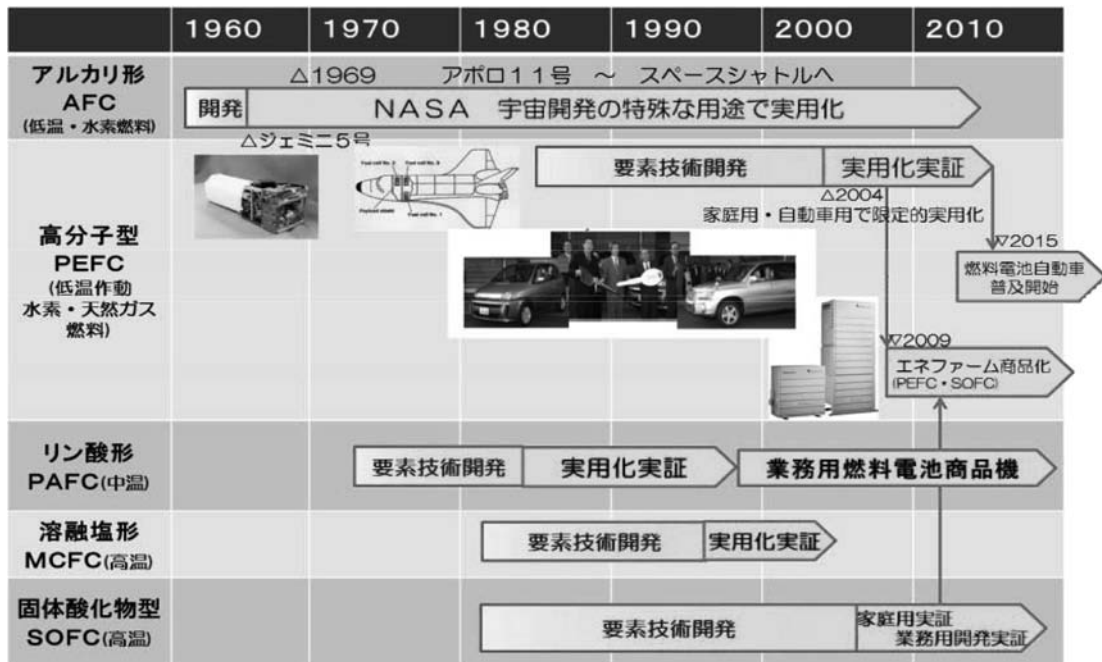 1960 1970 1980 1990 2000 2010
アルカリ形
AFC
(低温・水素燃料)
△1969 アポロ11号 ~ スペースシャトルへ
開発
NASA 宇宙開発の特殊な用途で実用化
△ジェミニ5号
高分子型
PEFC
(低温作動
水素・天然ガス
燃料)
Fuel cell No. 1
Payload shield
要素技術開発
実用化実証
△2004
家庭用・自動車用で限定的実用化
▽2015
燃料電池自動車
普及開始
▽2009
エネファーム商品化
(PEFC・SOFC)
リン酸形
PAFC(中温)
要素技術開発
実用化実証
業務用燃料電池商品機
溶融塩形
MCFC(高温)
要素技術開発
実用化実証
固体酸化物型
SOFC(高温)
要素技術開発
家庭用実証
業務用開発実証